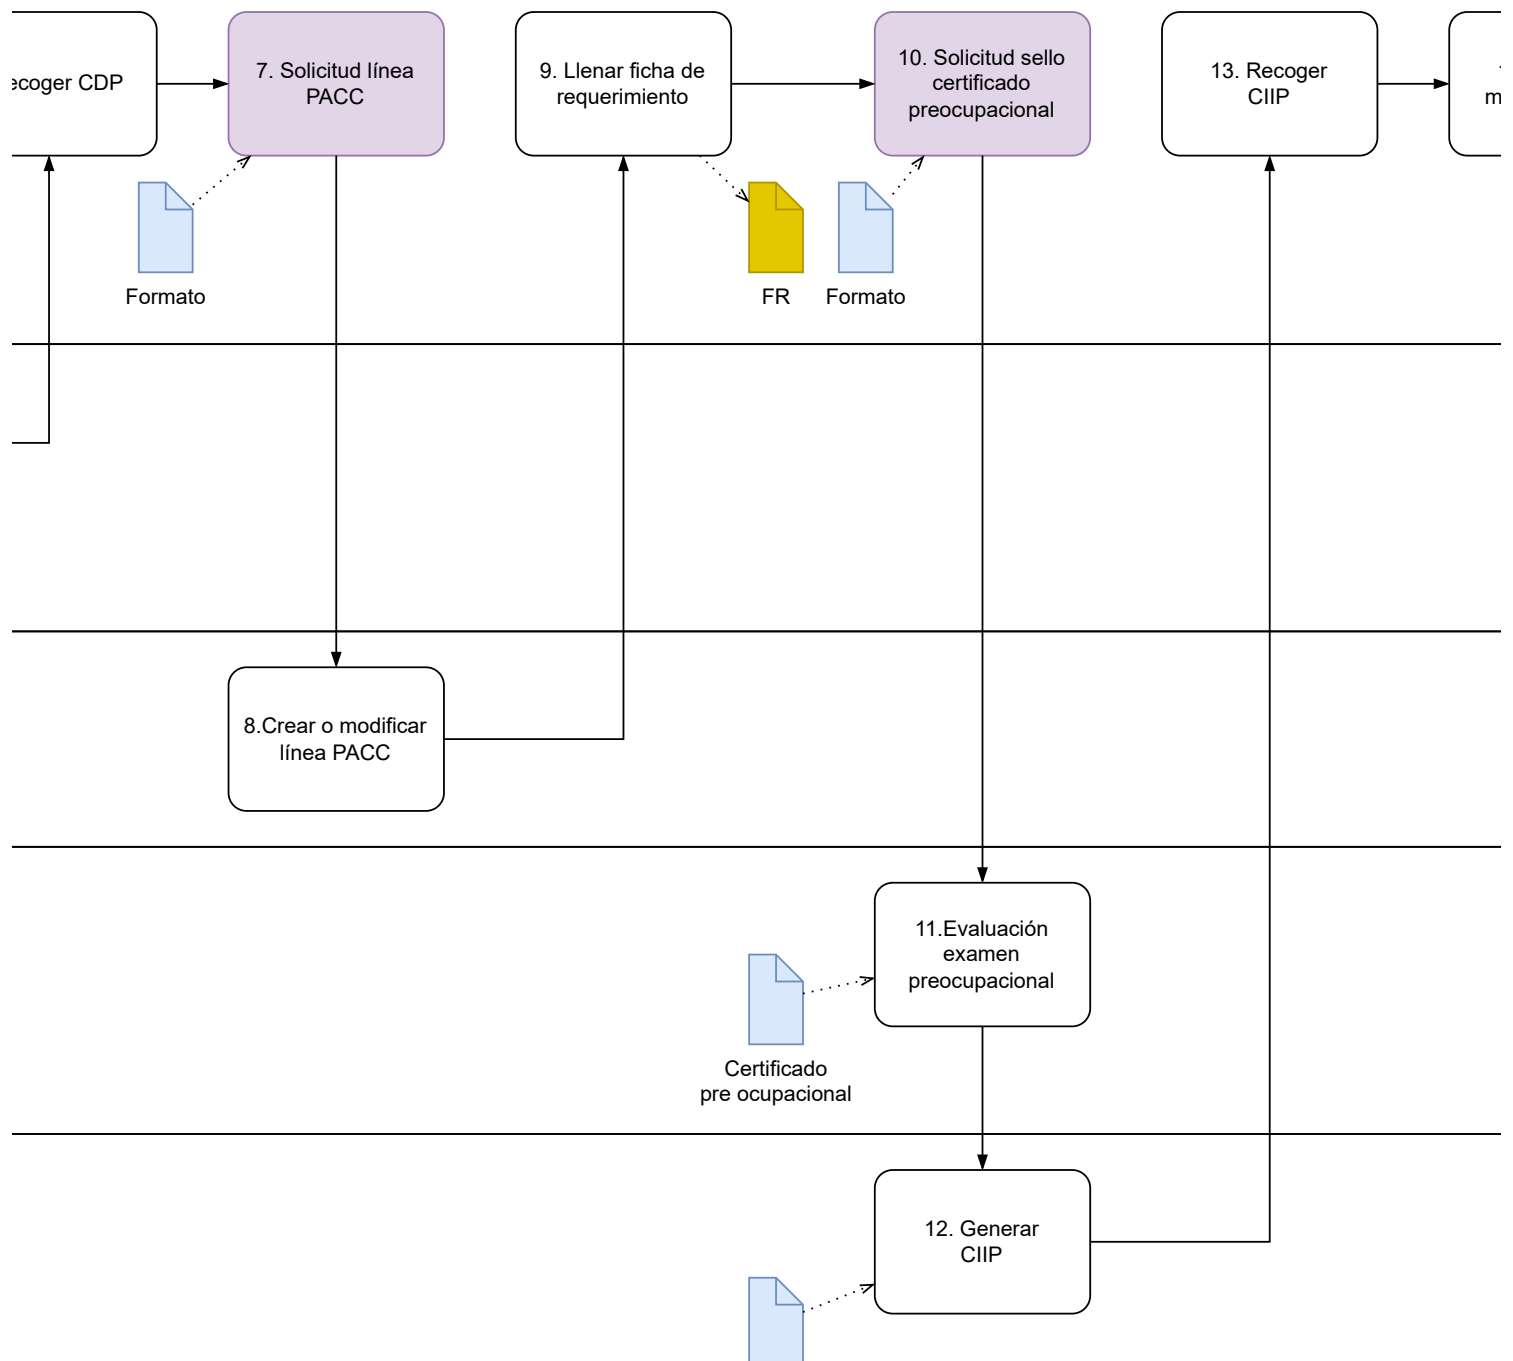 ecoger CDP
7. Solicitud línea
PACC
9. Llenar ficha de
requerimiento
10. Solicitud sello
certificado
preocupacional
13. Recoger
CIIP
Formato
FR
Formato
8.Crear o modificar
línea PACC
11.Evaluación
examen
preocupacional
Certificado
pre ocupacional
12. Generar
CIIP